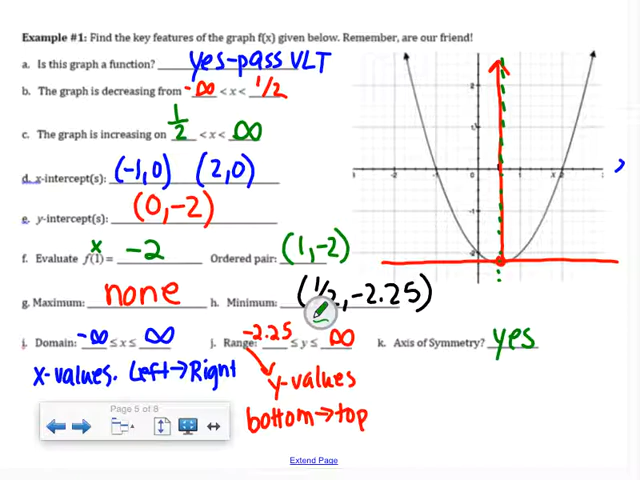 Example #1: Find the key features of the graph f(x) given below. Remember, are our friend!
a. Is this graph a function? yes-pass VLT
b. The graph is decreasing from -∞ < x < 1/2
c. The graph is increasing on 1/2 < x < ∞
d. x-intercept(s): (-1,0) (2,0)
e. y-intercept(s): (0,-2)
f. Evaluate f(1) = -2 Ordered pair: (1,-2)
x
g. Maximum: none h. Minimum: (1/2, -2.25)
i. Domain: -∞ ≤ x ≤ ∞ j. Range: -2.25 ≤ y ≤ ∞ k. Axis of Symmetry? yes
x-values. Left→Right
y-values
bottom→top
2
1
-2 -1 0 1 x 2
-1
-2
Page 5 of 8
Extend Page